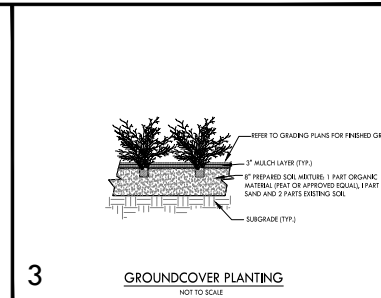 REFER TO GRADING PLANS FOR FINISHED GR
3" MULCH LAYER (TYP.)
8" PREPARED SOIL MIXTURE: 1 PART ORGANIC
MATERIAL (PEAT OR APPROVED EQUAL), 1 PART
SAND AND 2 PARTS EXISTING SOIL
SUBGRADE (TYP.)
3
GROUNDCOVER PLANTING
NOT TO SCALE